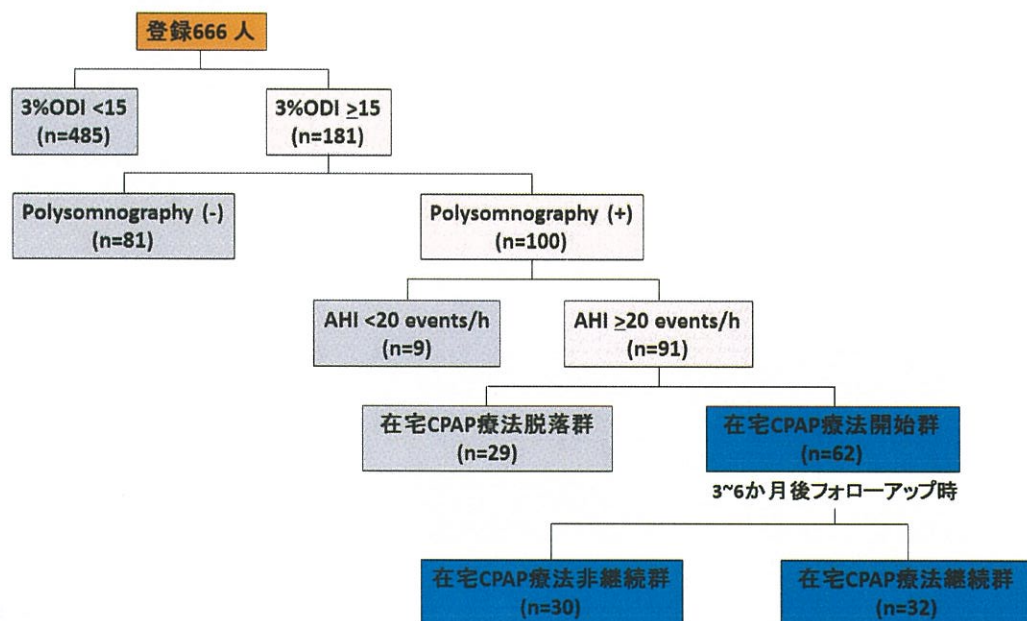 登録666 人
3%ODI <15
(n=485)
3%ODI ≥15
(n=181)
Polysomnography (-)
(n=81)
Polysomnography (+)
(n=100)
AHI <20 events/h
(n=9)
AHI ≥20 events/h
(n=91)
在宅CPAP療法脱落群
(n=29)
在宅CPAP療法開始群
(n=62)
3~6か月後フォローアップ時
在宅CPAP療法非継続群
(n=30)
在宅CPAP療法継続群
(n=32)